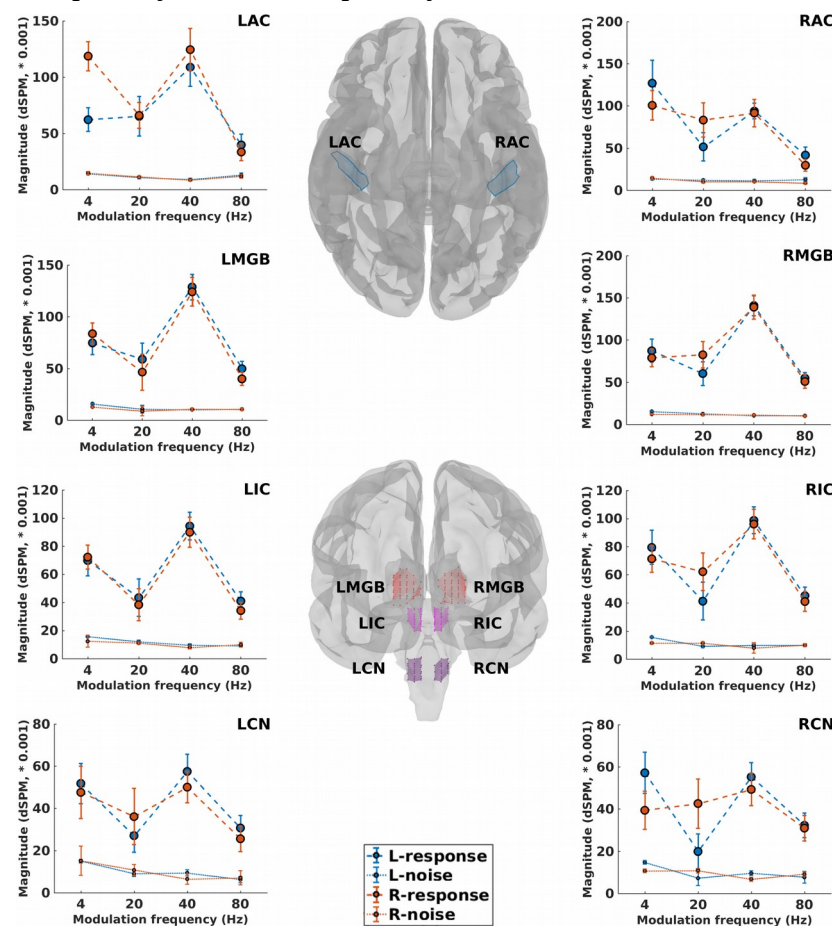 LAC
Magnitude (dSPM, * 0.001)
150
100
50
0
4 20 40 80
Modulation frequency (Hz)
RAC
Magnitude (dSPM, * 0.001)
200
150
100
50
0
4 20 40 80
Modulation frequency (Hz)
LAC RAC
LMGB
Magnitude (dSPM, * 0.001)
150
100
50
0
4 20 40 80
Modulation frequency (Hz)
RMGB
Magnitude (dSPM, * 0.001)
200
150
100
50
0
4 20 40 80
Modulation frequency (Hz)
LIC
Magnitude (dSPM, * 0.001)
120
100
80
60
40
20
0
4 20 40 80
Modulation frequency (Hz)
RIC
Magnitude (dSPM, * 0.001)
120
100
80
60
40
20
0
4 20 40 80
Modulation frequency (Hz)
LMGB RMGB
LIC RIC
LCN RCN
LCN
Magnitude (dSPM, * 0.001)
80
60
40
20
0
4 20 40 80
Modulation frequency (Hz)
RCN
Magnitude (dSPM, * 0.001)
80
60
40
20
0
4 20 40 80
Modulation frequency (Hz)
L-response
L-noise
R-response
R-noise